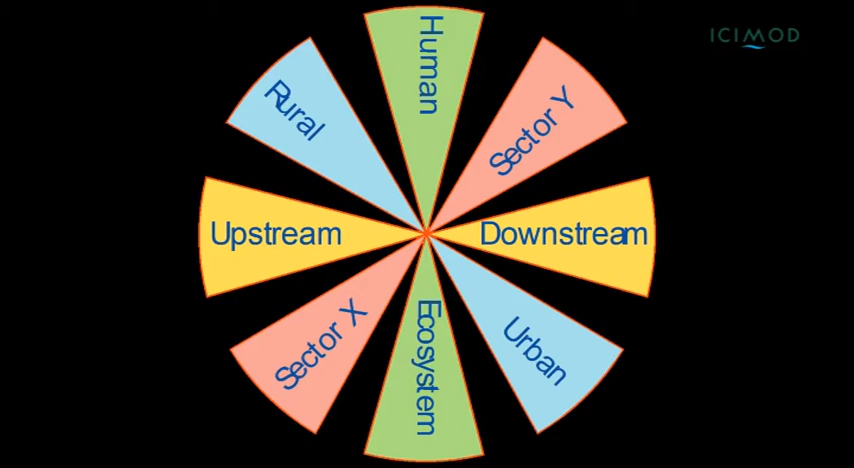 Human
ICIMOD
Rural
Sector Y
Upstream
Downstream
Sector X
Ecosystem
Urban